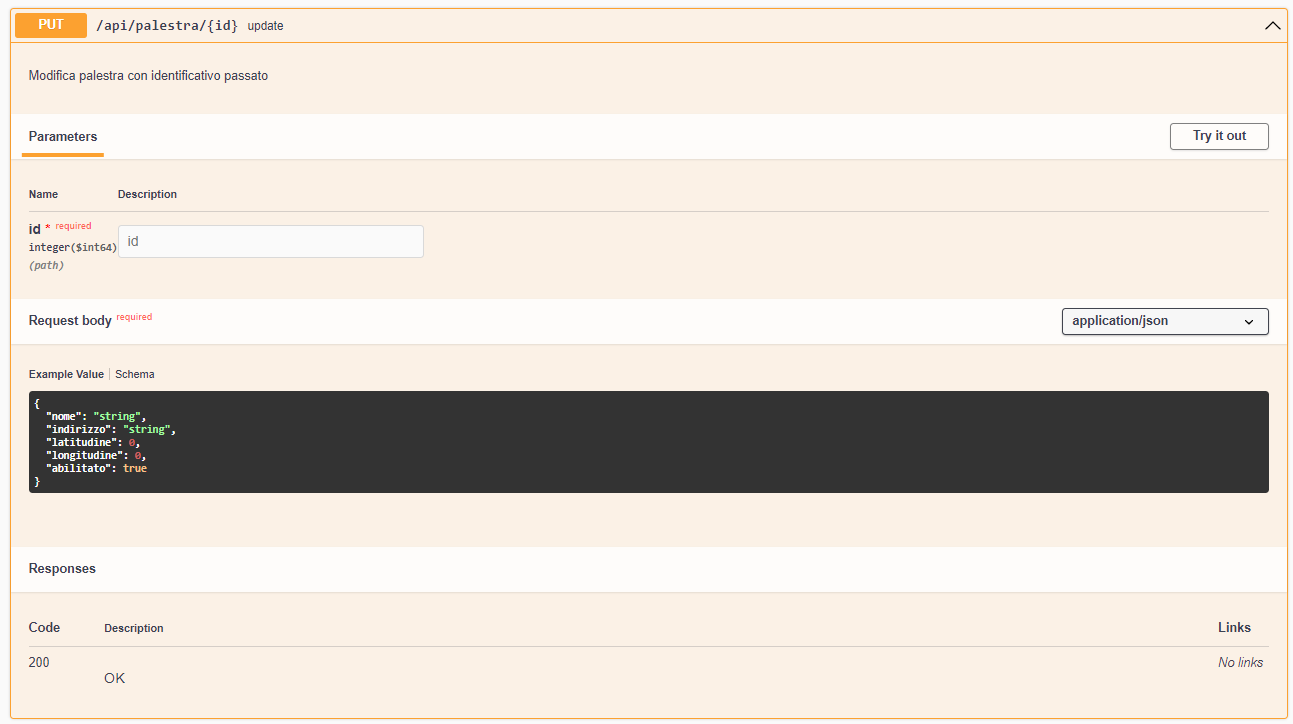 PUT /api/palestra/{id} update
Modifica palestra con identificativo passato
Parameters Try it out
Name Description
id * required
integer($int64) id
(path)
Request body required application/json
Example Value Schema
{
"nome": "string",
"indirizzo": "string",
"latitudine": 0,
"longitudine": 0,
"abilitato": true
}
Responses
Code Description Links
200 No links
OK